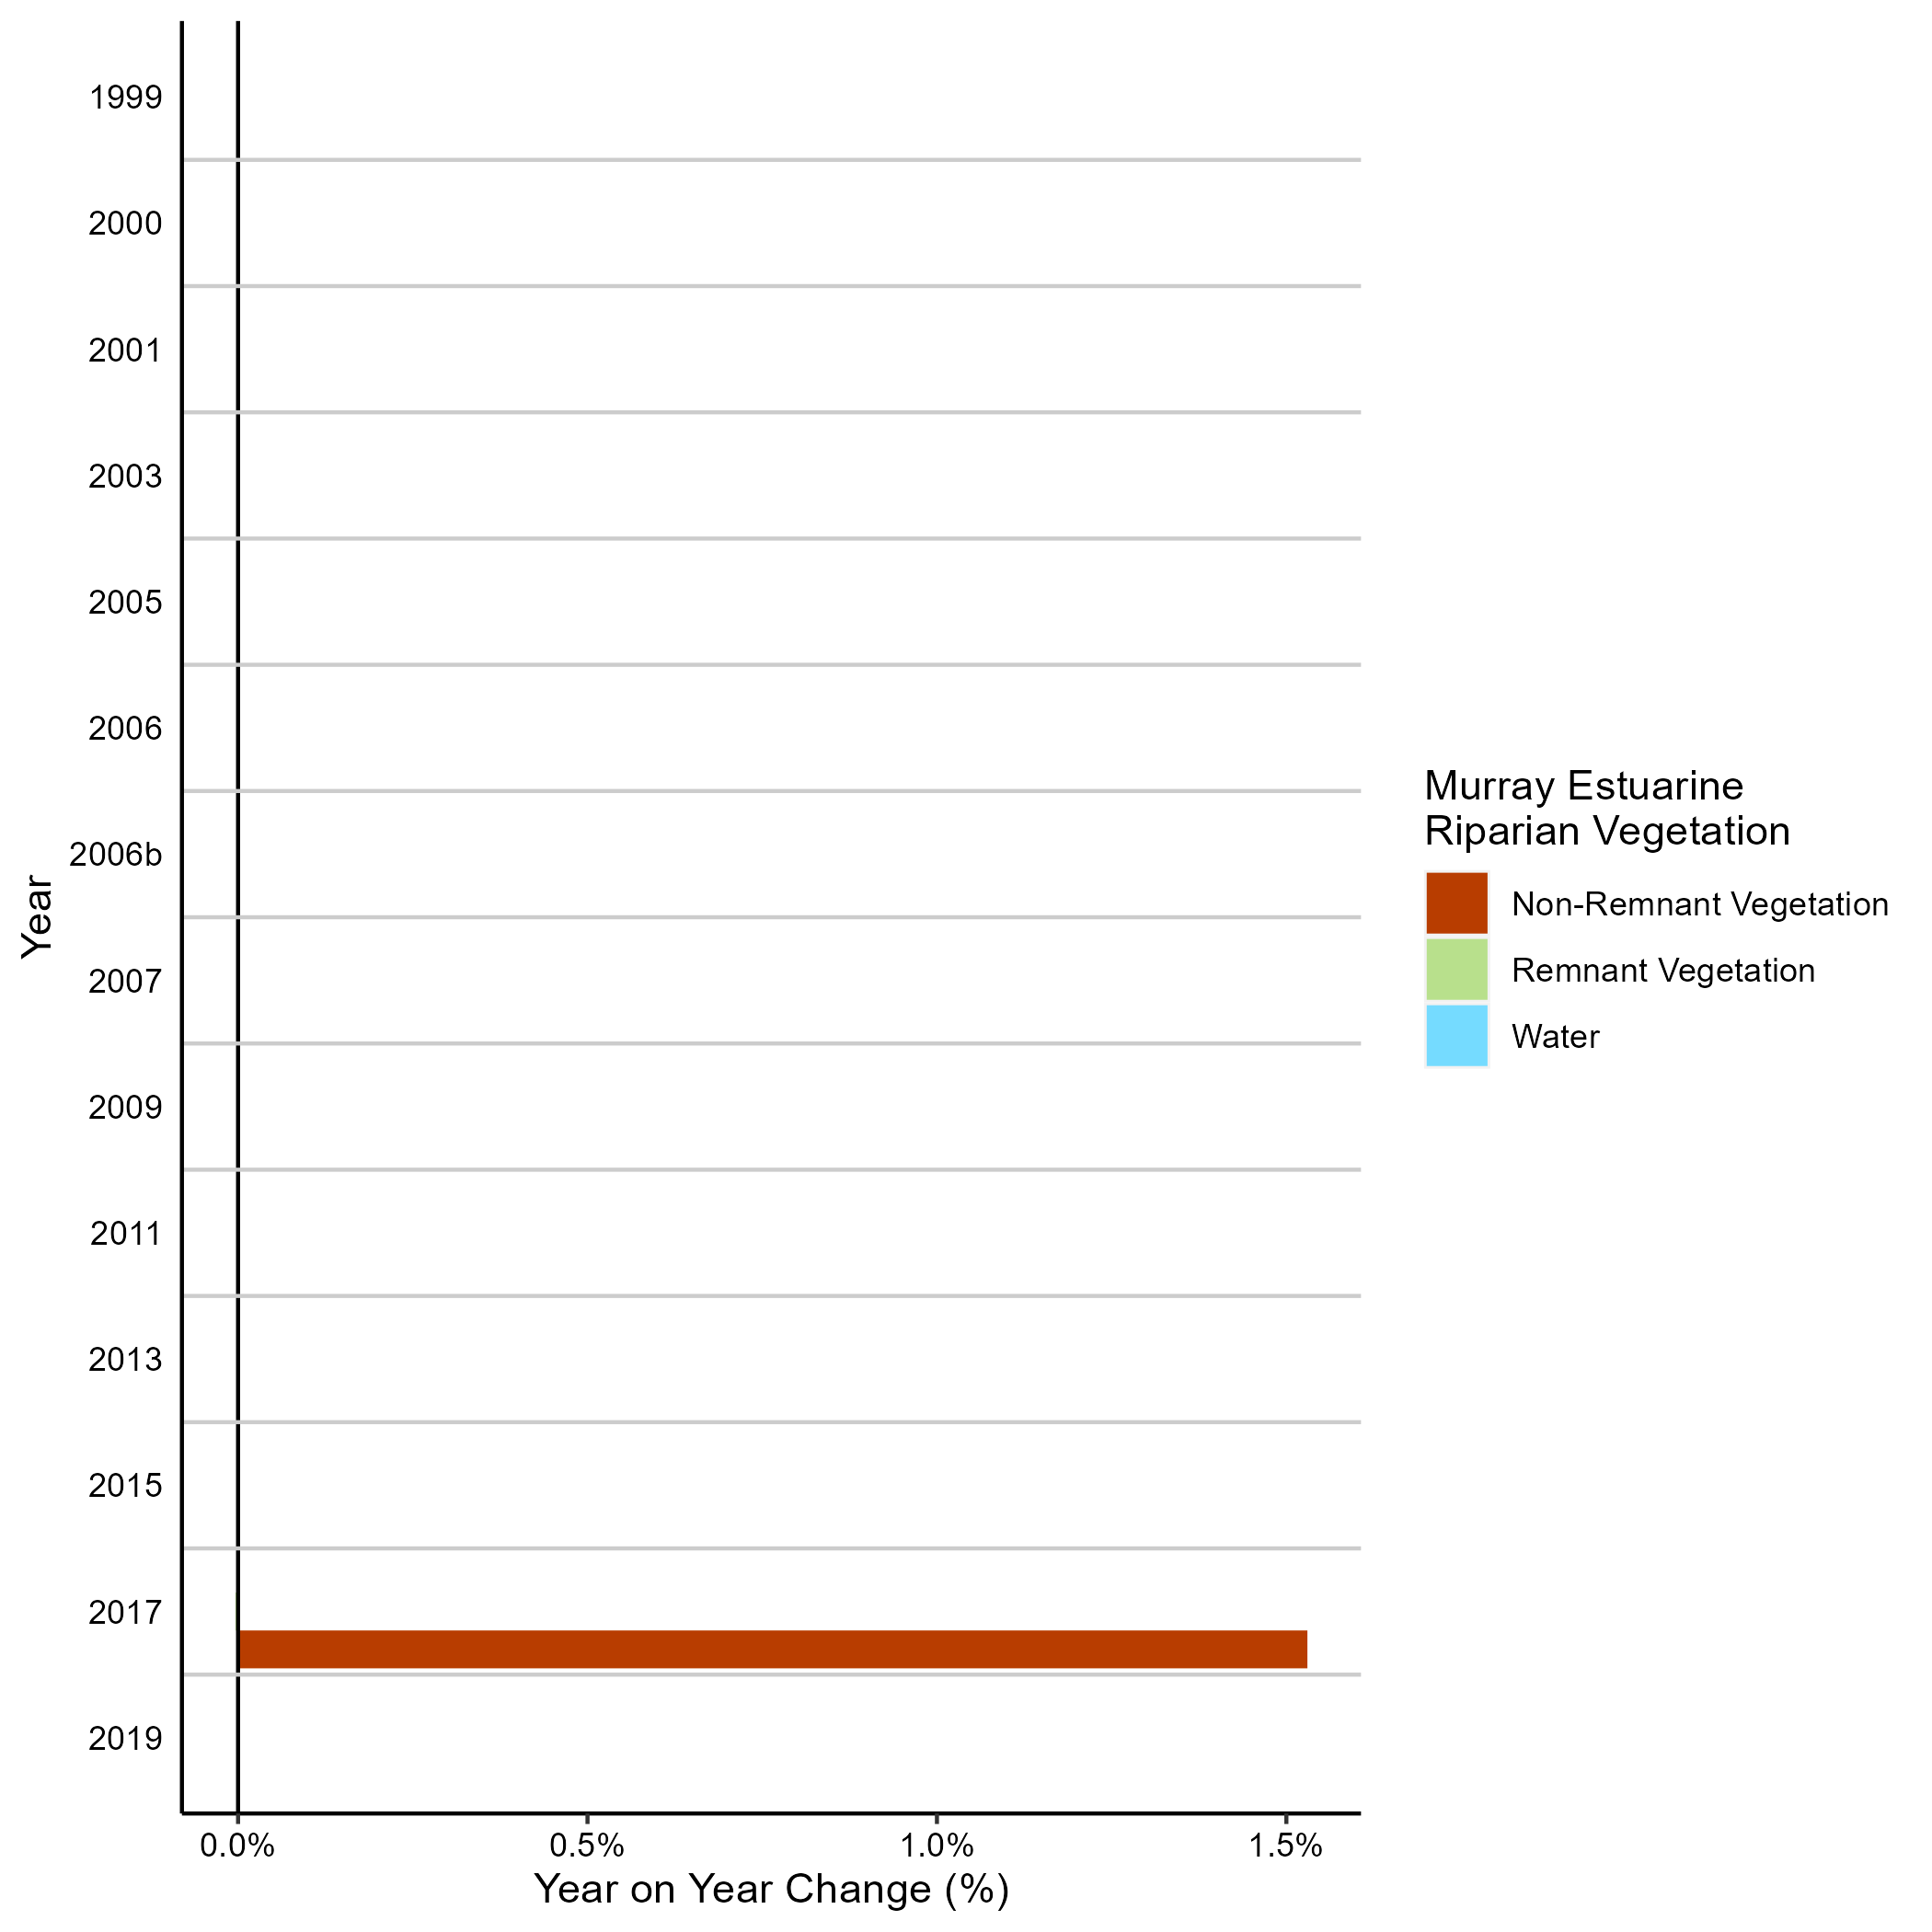 1999
2000
2001
2003
2005
2006
2006b
2007
2009
2011
2013
2015
2017
2019
Year
0.0%
0.5%
1.0%
1.5%
Year on Year Change (%)
Murray Estuarine
Riparian Vegetation
Non-Remnant Vegetation
Remnant Vegetation
Water